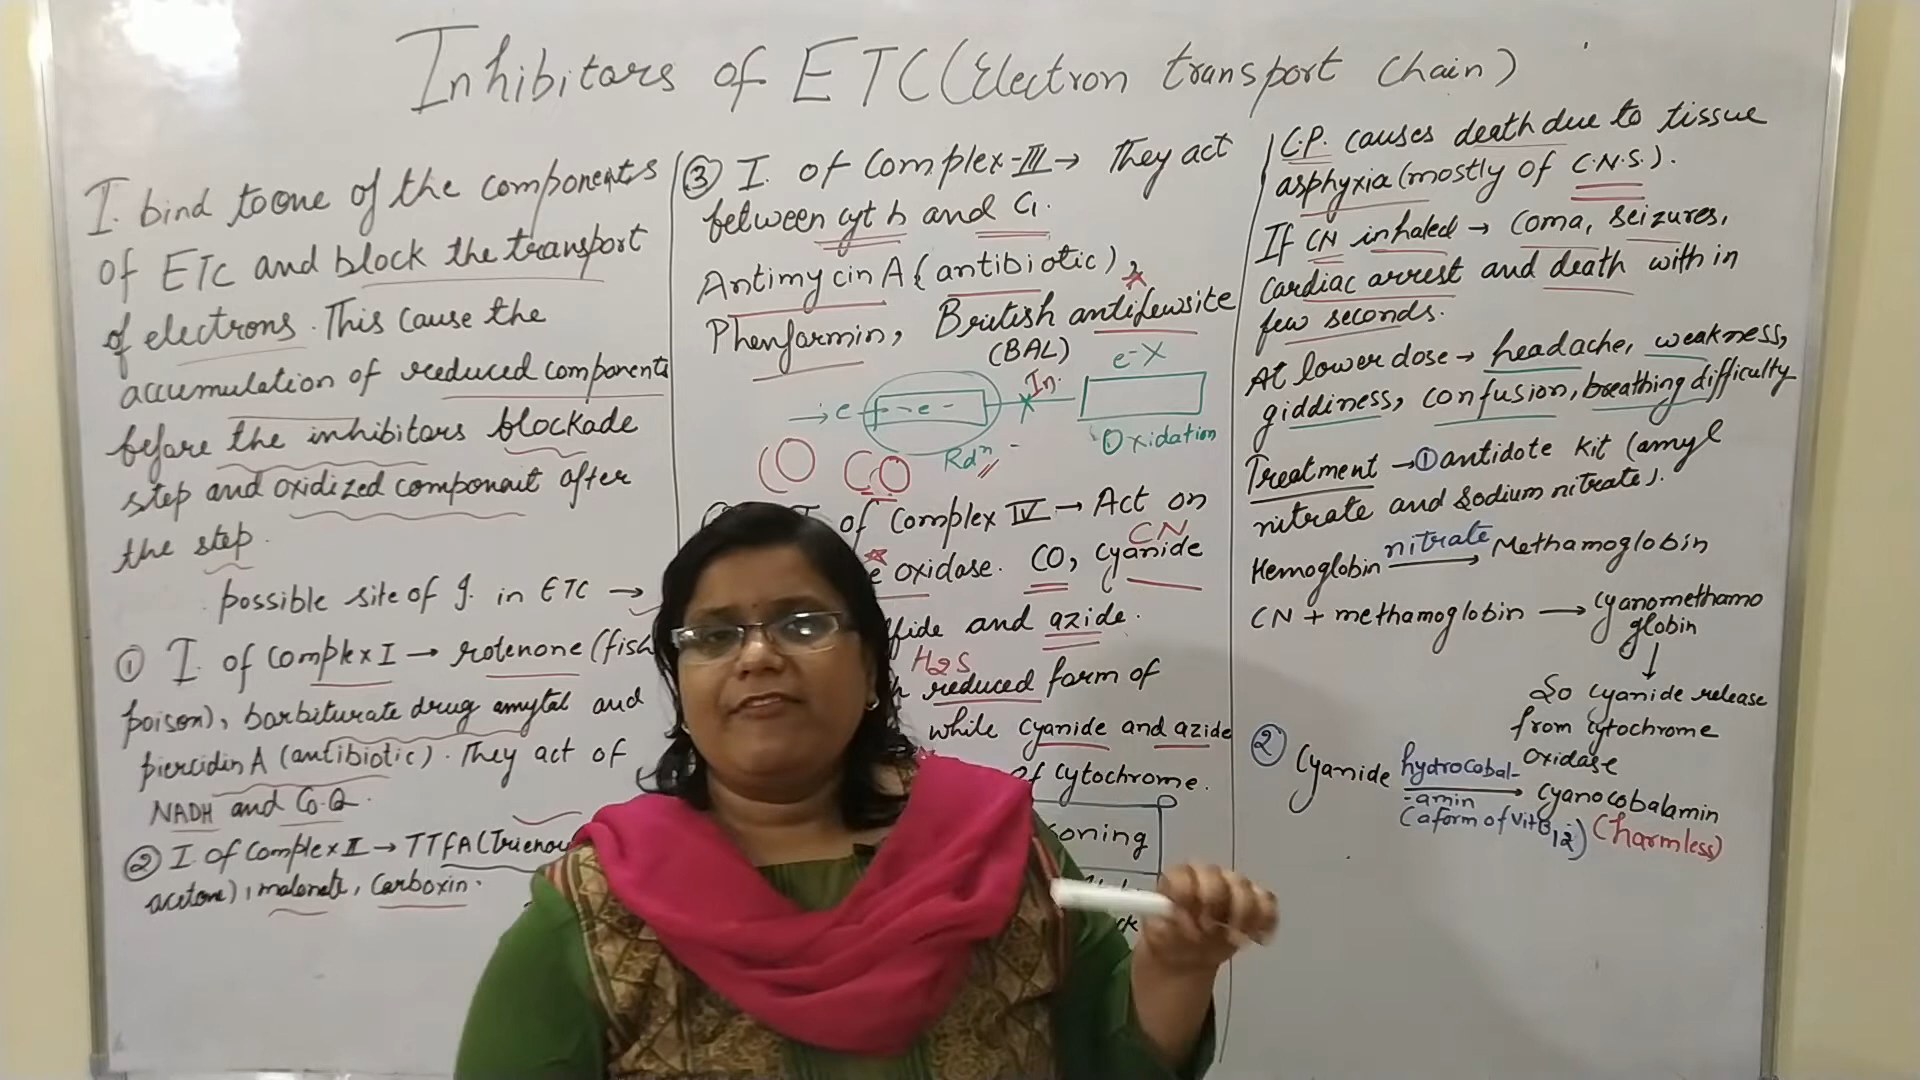 Inhibitors of ETC (Electron transport Chain)
I. bind to one of the components
of ETC and block the transport
of electrons. This cause the
accumulation of reduced components
before the inhibitors blockade
step and oxidized component after
the step.
possible site of I. in ETC →
① I. of Complex I → rotenone (fish
poison), barbiturate drug amytal and
piercidin A (antibiotic). They act of
NADH and Co.Q.
② I. of Complex II → TTFA (Trienoy
acetone), malonate, Carboxin.
③ I. of Complex-III → They act
between cyt b and C1.
Antimycin A (antibiotic),
Phenformin, British antilewsite
(BAL)
e-X
→ e e- In.
Rdn
Oxidation
CO CO
I. of Complex IV → Act on
CN
e oxidase. CO, Cyanide
fide and azide.
H2S
h reduced form of
while cyanide and azide
of cytochrome.
oning
C.P. causes death due to tissue
asphyxia (mostly of C.N.S.).
If CN inhaled → Coma, seizures,
cardiac arrest and death with in
few seconds.
At lower dose → headache, weakness,
giddiness, confusion, breathing difficulty
Treatment → ① antidote kit (amyl
nitrate and Sodium nitrate).
Hemoglobin nitrate → Methamoglobin
CN + methamoglobin → Cyanomethamo
globin
↓
So cyanide release
from cytochrome
oxidase
② Cyanide hydrocobal-
-amin → cyanocobalamin
(a form of Vit B12) (harmless)